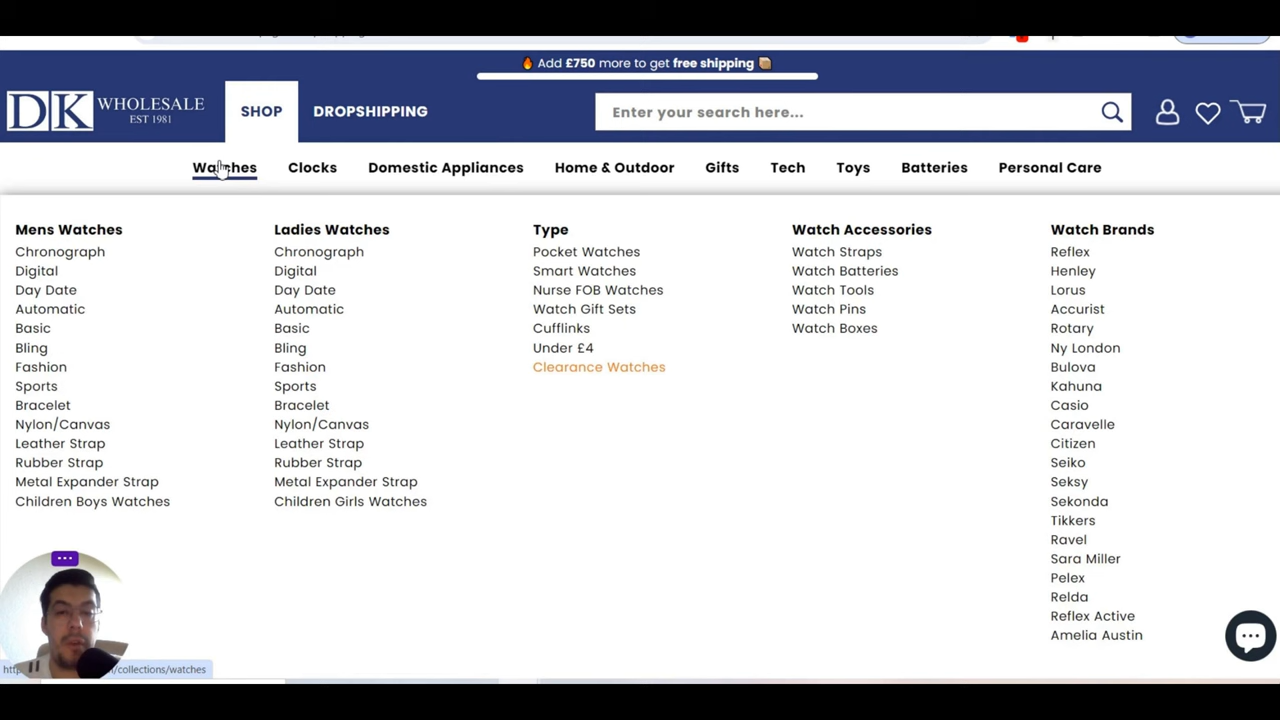 🔥 Add £750 more to get free shipping 📦
DK WHOLESALE
EST 1981
SHOP
DROPSHIPPING
Enter your search here...
Watches
Clocks
Domestic Appliances
Home & Outdoor
Gifts
Tech
Toys
Batteries
Personal Care
Mens Watches
Chronograph
Digital
Day Date
Automatic
Basic
Bling
Fashion
Sports
Bracelet
Nylon/Canvas
Leather Strap
Rubber Strap
Metal Expander Strap
Children Boys Watches
Ladies Watches
Chronograph
Digital
Day Date
Automatic
Basic
Bling
Fashion
Sports
Bracelet
Nylon/Canvas
Leather Strap
Rubber Strap
Metal Expander Strap
Children Girls Watches
Type
Pocket Watches
Smart Watches
Nurse FOB Watches
Watch Gift Sets
Cufflinks
Under £4
Clearance Watches
Watch Accessories
Watch Straps
Watch Batteries
Watch Tools
Watch Pins
Watch Boxes
Watch Brands
Reflex
Henley
Lorus
Accurist
Rotary
Ny London
Bulova
Kahuna
Casio
Caravelle
Citizen
Seiko
Seksy
Sekonda
Tikkers
Ravel
Sara Miller
Pelex
Relda
Reflex Active
Amelia Austin
/collections/watches